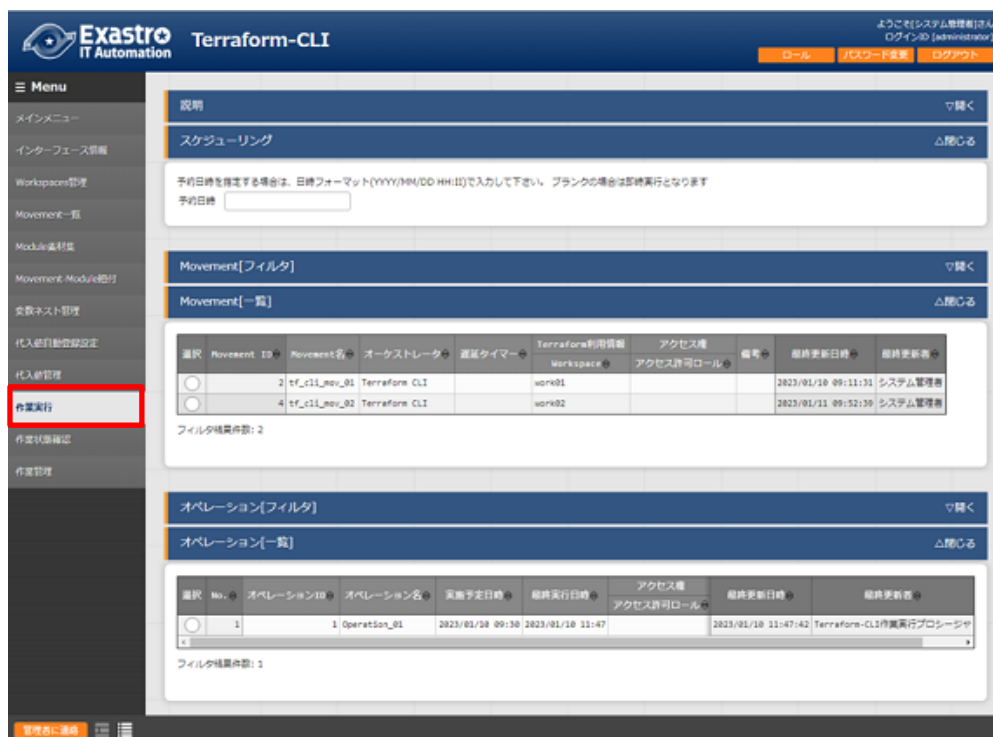 Exastro
IT Automation
Terraform-CLI
ようこそ[システム管理者]さん
ログインID [administrator]
ロール パスワード変更 ログアウト
Menu
メインメニュー
インターフェース情報
Workspaces管理
Movement一覧
Module素材集
Movement-Module紐付
変数ネスト管理
代入値自動登録設定
代入値管理
作業実行
作業状態確認
作業管理
説明 ▽開く
スケジューリング △閉じる
予約日時を指定する場合は、日時フォーマット(YYYY/MM/DD HH:II)で入力して下さい。 ブランクの場合は即時実行となります
予約日時
Movement[フィルタ] ▽開く
Movement[一覧] △閉じる
選択 Movement ID Movement名 オーケストレータ 遅延タイマー Terraform利用情報 アクセス権 備考 最終更新日時 最終更新者
Workspace アクセス許可ロール
2 tf_cli_mov_01 Terraform CLI work01 2023/01/10 09:11:31 システム管理者
4 tf_cli_mov_02 Terraform CLI work02 2023/01/11 09:52:39 システム管理者
フィルタ結果件数: 2
オペレーション[フィルタ] ▽開く
オペレーション[一覧] △閉じる
選択 No. オペレーションID オペレーション名 実施予定日時 最終実行日時 アクセス権 最終更新日時 最終更新者
アクセス許可ロール
1 1 Operation_01 2023/01/10 09:30 2023/01/10 11:47 2023/01/10 11:47:42 Terraform-CLI作業実行プロシージャ
フィルタ結果件数: 1
管理者に連絡